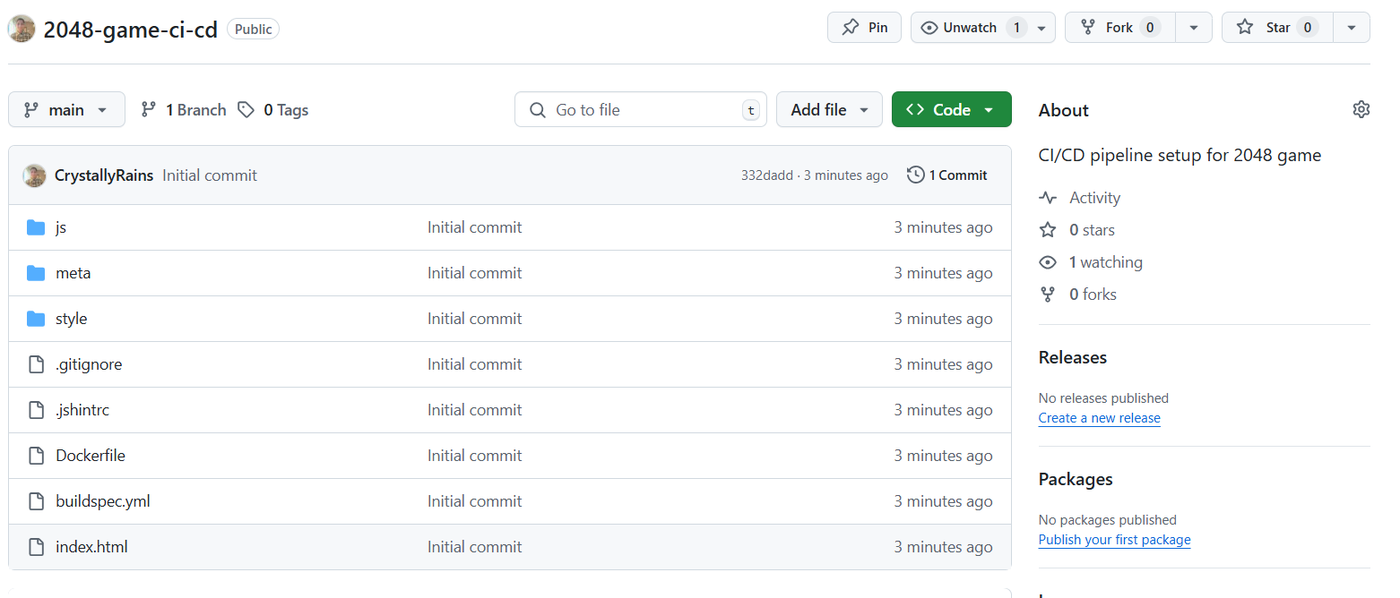 2048-game-ci-cd Public Pin Unwatch 1 Fork 0 Star 0
main 1 Branch 0 Tags Go to file t Add file Code
CrystallyRains Initial commit 332dadd · 3 minutes ago 1 Commit
js Initial commit 3 minutes ago
meta Initial commit 3 minutes ago
style Initial commit 3 minutes ago
.gitignore Initial commit 3 minutes ago
.jshintrc Initial commit 3 minutes ago
Dockerfile Initial commit 3 minutes ago
buildspec.yml Initial commit 3 minutes ago
index.html Initial commit 3 minutes ago
About
CI/CD pipeline setup for 2048 game
Activity
0 stars
1 watching
0 forks
Releases
No releases published
Create a new release
Packages
No packages published
Publish your first package